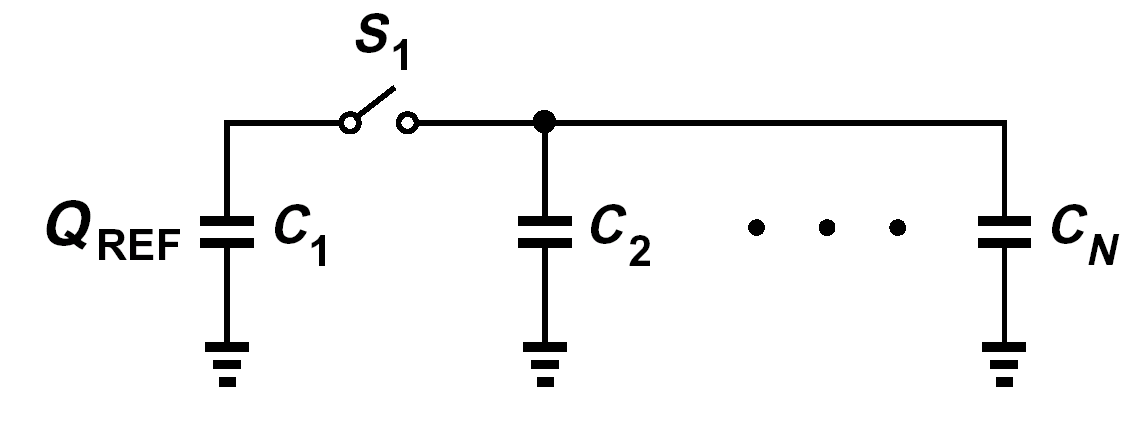 S1
QREF C1 C2 CN